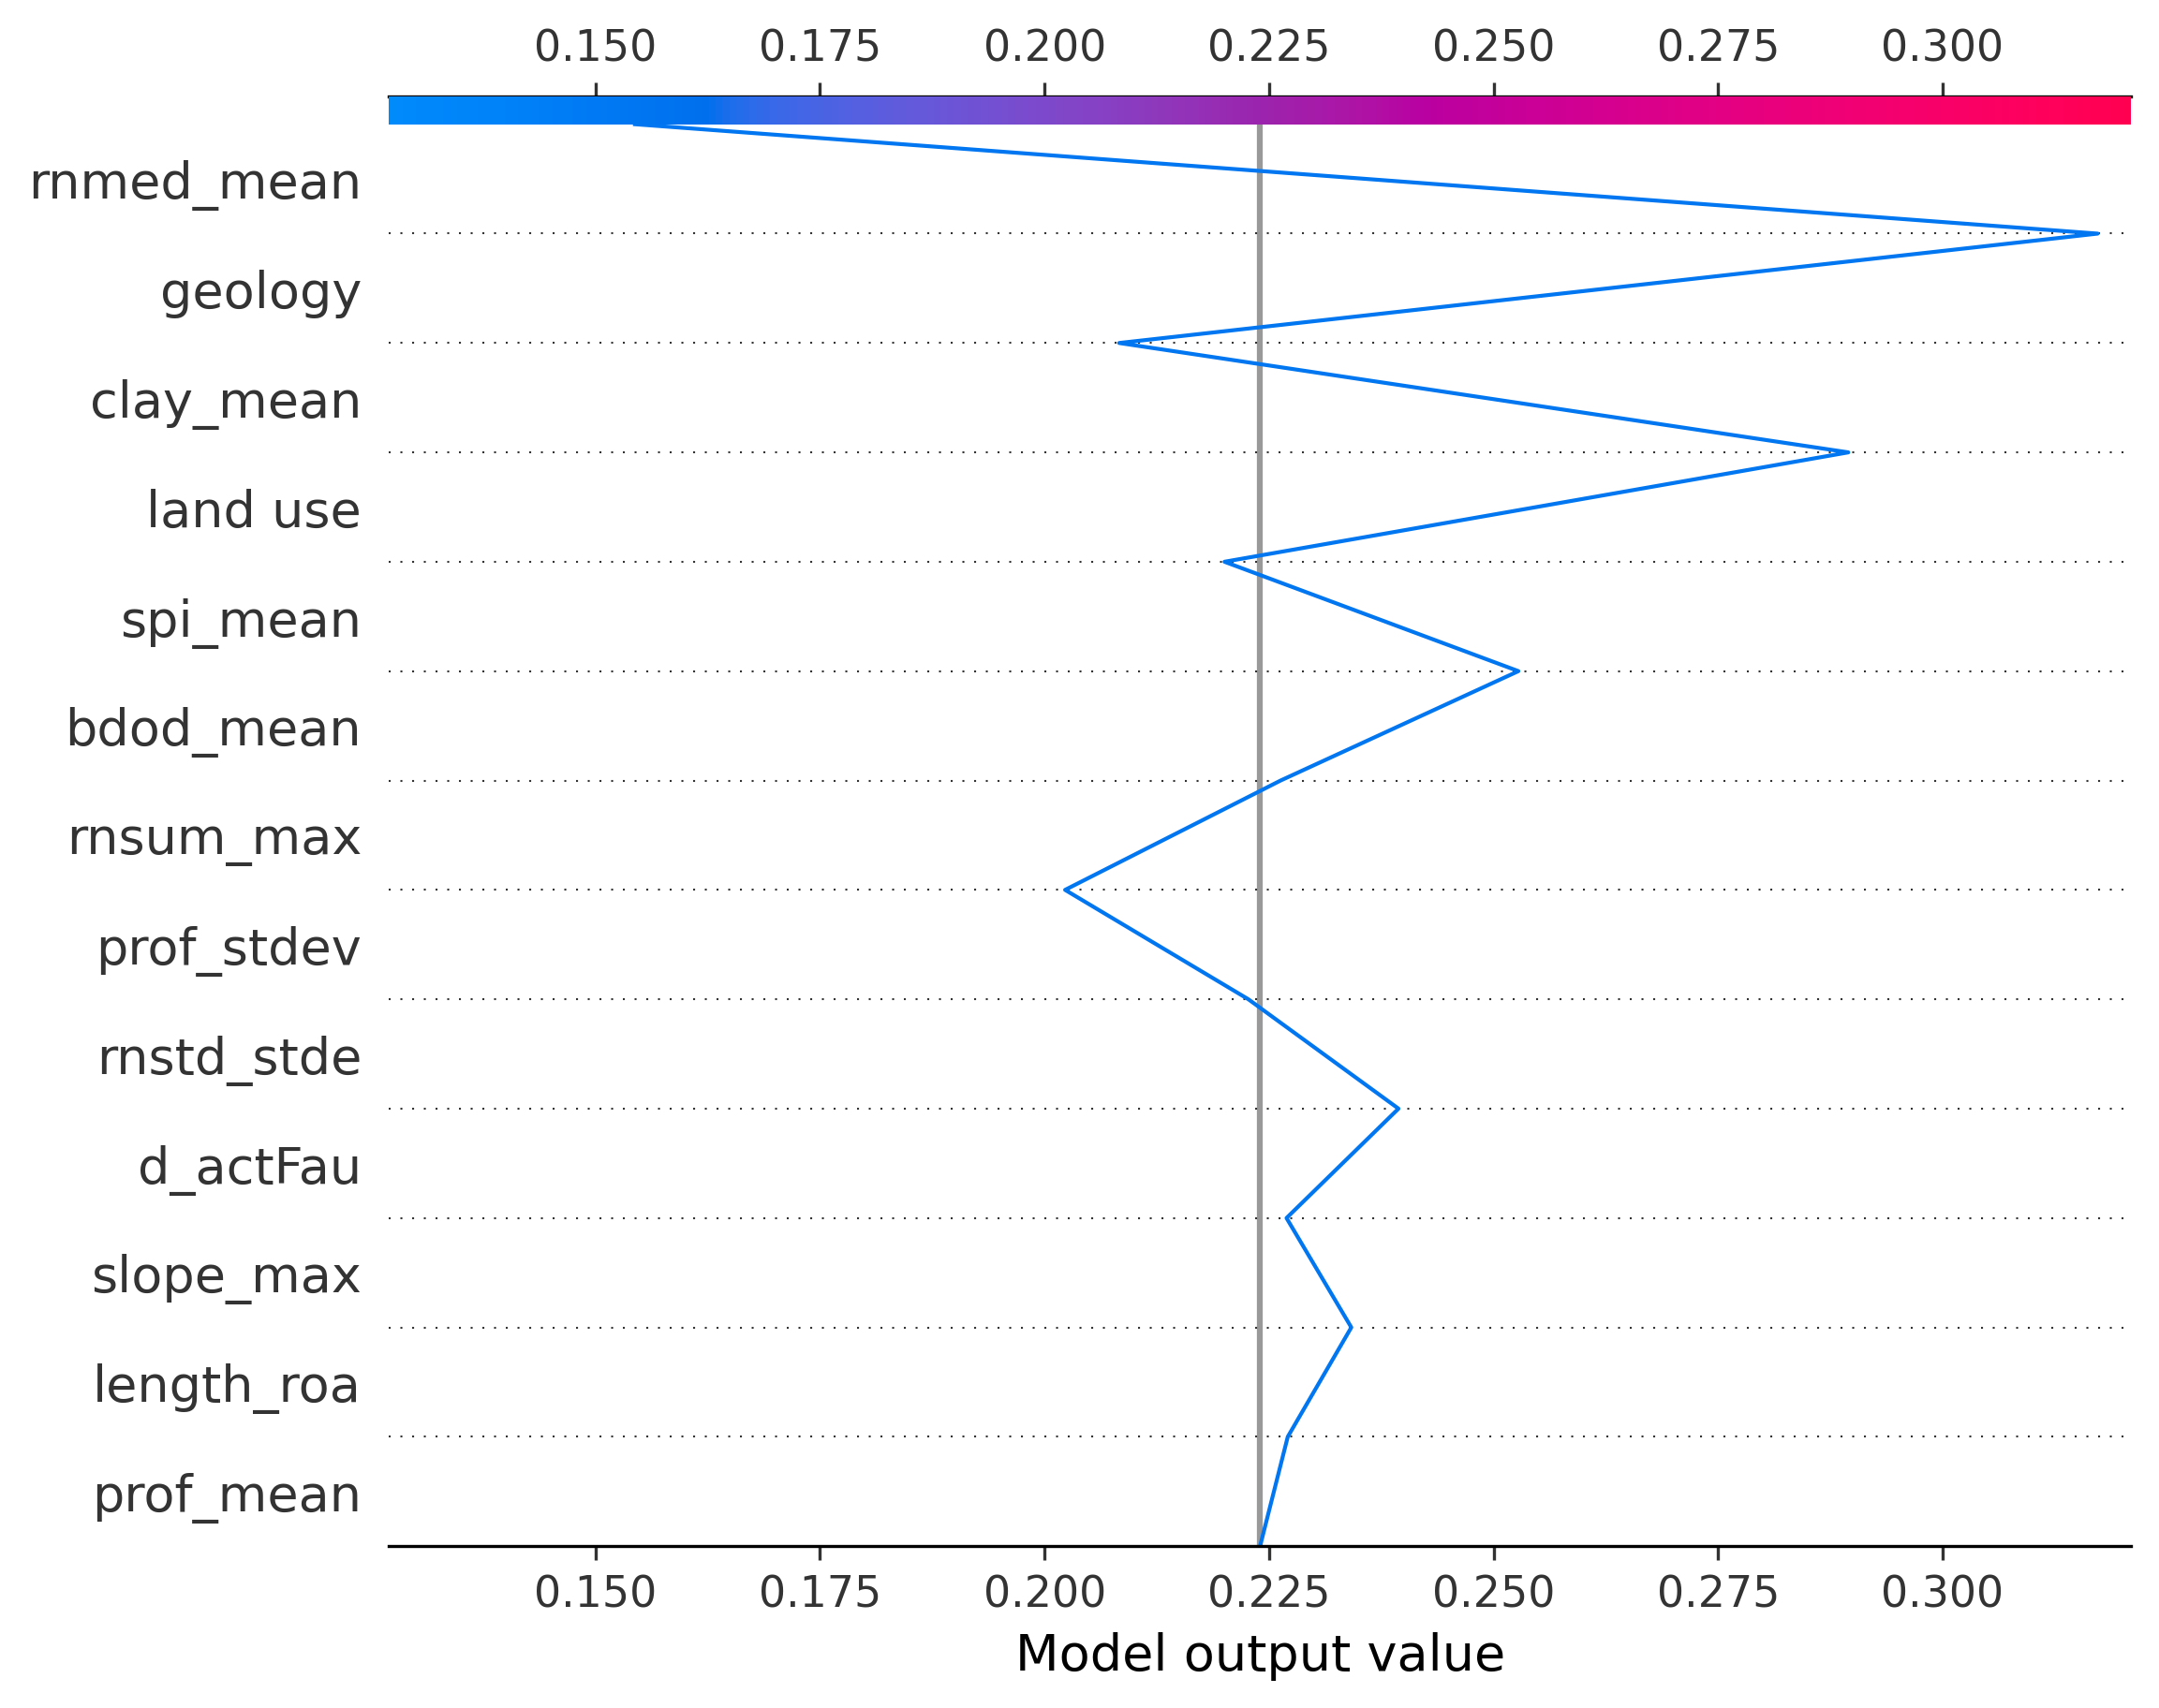 0.150 0.175 0.200 0.225 0.250 0.275 0.300
rnmed_mean
geology
clay_mean
land use
spi_mean
bdod_mean
rnsum_max
prof_stdev
rnstd_stde
d_actFau
slope_max
length_roa
prof_mean
0.150 0.175 0.200 0.225 0.250 0.275 0.300
Model output value